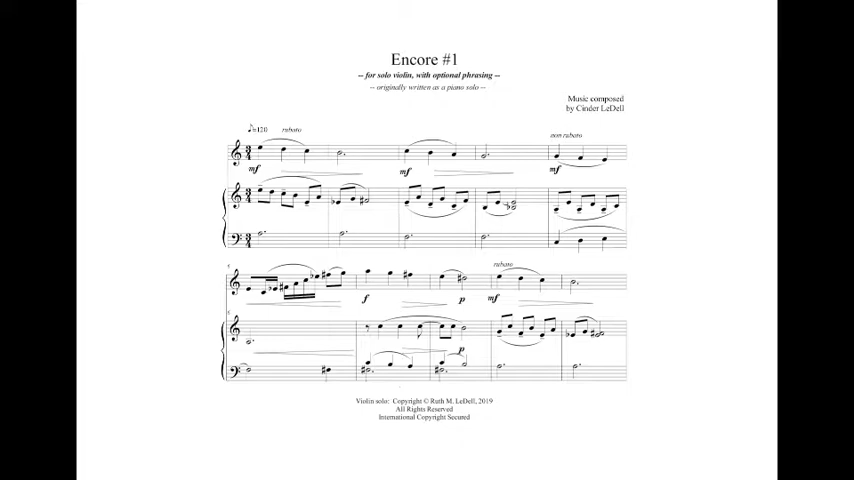 Encore #1
-- for solo violin, with optional phrasing --
-- originally written as a piano solo --
Music composed
by Cinder LeDell
♪=120 rubato
non rubato
mf
mf
mf
6
rubato
f
p
mf
p
Violin solo: Copyright © Ruth M. LeDell, 2019
All Rights Reserved
International Copyright Secured